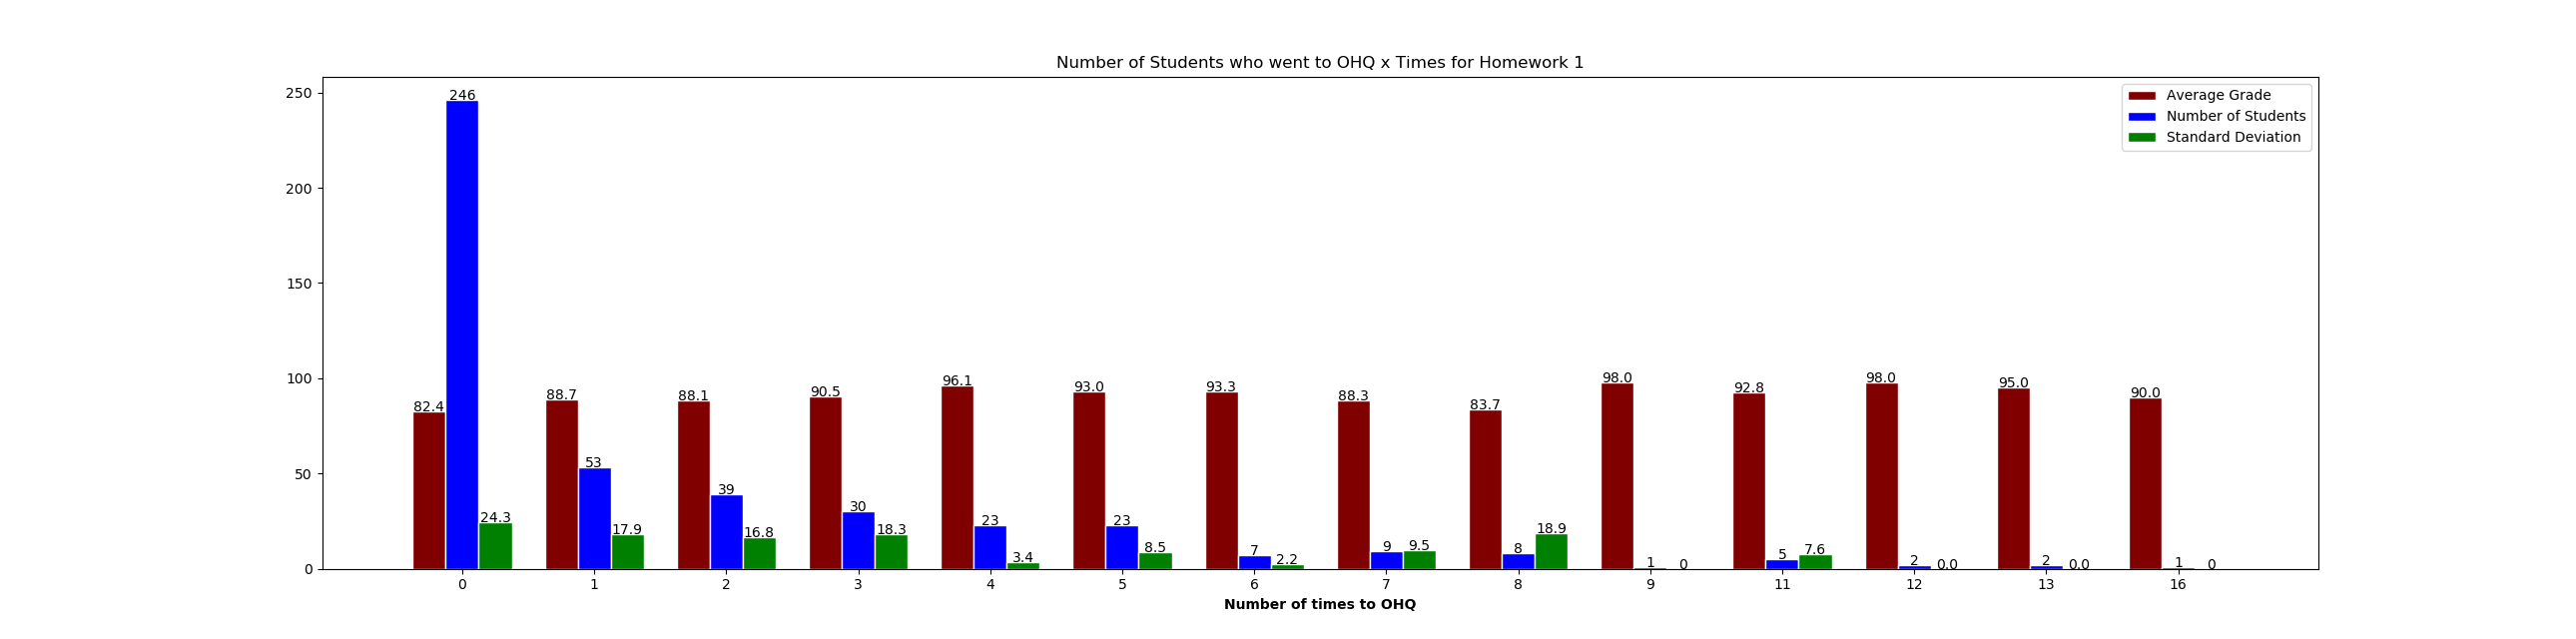 Number of Students who went to OHQ x Times for Homework 1
250
200
150
100
50
0
Average Grade
Number of Students
Standard Deviation
82.4 246 24.3
88.7 53 17.9
88.1 39 16.8
90.5 30 18.3
96.1 23 3.4
93.0 23 8.5
93.3 7 2.2
88.3 9 9.5
83.7 8 18.9
98.0 1 0
92.8 5 7.6
98.0 2 0.0
95.0 2 0.0
90.0 1 0
0 1 2 3 4 5 6 7 8 9 11 12 13 16
Number of times to OHQ